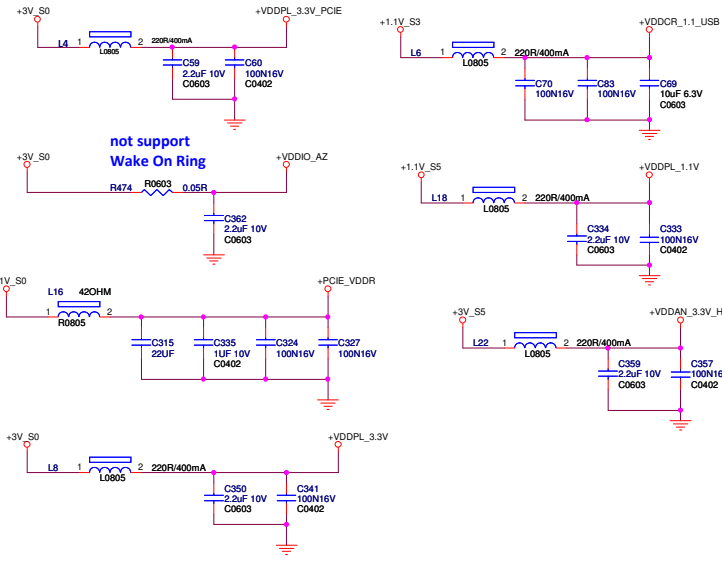 +3V_S0
+VDDPL_3.3V_PCIE
L4 1 2 220R/400mA
L0805
C59
2.2uF 10V
C0603
C60
100N16V
C0402
+1.1V_S3
+VDDCR_1.1_USB
L6 1 2 220R/400mA
L0805
C70
100N16V
C83
100N16V
C69
10uF 6.3V
C0603
not support
Wake On Ring
+3V_S0
+VDDIO_AZ
R474 R0603 0.05R
C362
2.2uF 10V
C0603
+1.1V_S5
+VDDPL_1.1V
L18 1 2 220R/400mA
L0805
C334
2.2uF 10V
C0603
C333
100N16V
C0402
1V_S0
+PCIE_VDDR
L16 42OHM
1 2
R0805
C315
22UF
C335
1UF 10V
C0402
C324
100N16V
C327
100N16V
+3V_S5
+VDDAN_3.3V_H
L22 1 2 220R/400mA
L0805
C359
2.2uF 10V
C0603
C357
100N16
C0402
+3V_S0
+VDDPL_3.3V
L8 1 2 220R/400mA
L0805
C350
2.2uF 10V
C0603
C341
100N16V
C0402